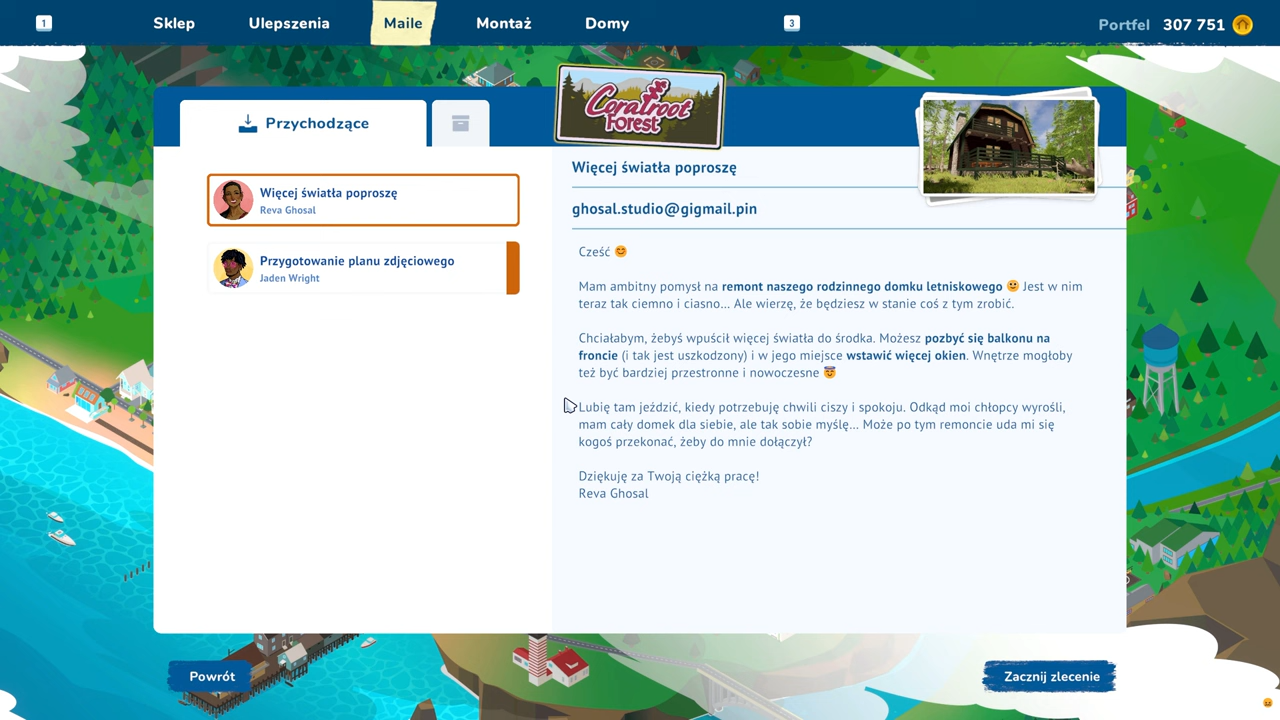 1
Sklep
Ulepszenia
Maile
Montaż
Domy
3
Portfel 307 751
Przychodzące
Coralroot
FOREST
Więcej światła poproszę
Reva Ghosal
Przygotowanie planu zdjęciowego
Jaden Wright
Więcej światła poproszę
ghosal.studio@gigmail.pin
Cześć 😊
Mam ambitny pomysł na remont naszego rodzinnego domku letniskowego 🙂 Jest w nim
teraz tak ciemno i ciasno... Ale wierzę, że będziesz w stanie coś z tym zrobić.
Chciałabym, żebyś wpuścił więcej światła do środka. Możesz pozbyć się balkonu na
froncie (i tak jest uszkodzony) i w jego miejsce wstawić więcej okien. Wnętrze mogłoby
też być bardziej przestronne i nowoczesne 😇
Lubię tam jeździć, kiedy potrzebuję chwili ciszy i spokoju. Odkąd moi chłopcy wyrośli,
mam cały domek dla siebie, ale tak sobie myślę... Może po tym remoncie uda mi się
kogoś przekonać, żeby do mnie dołączył?
Dziękuję za Twoją ciężką pracę!
Reva Ghosal
Powrót
Zacznij zlecenie